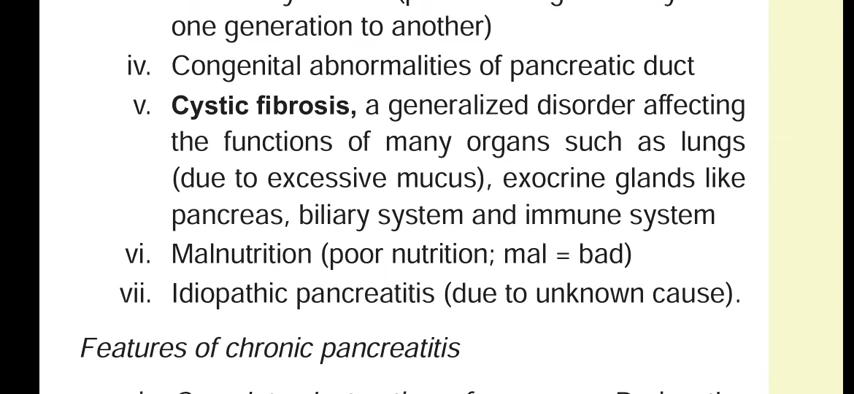 one generation to another)
iv. Congenital abnormalities of pancreatic duct
v. Cystic fibrosis, a generalized disorder affecting
the functions of many organs such as lungs
(due to excessive mucus), exocrine glands like
pancreas, biliary system and immune system
vi. Malnutrition (poor nutrition; mal = bad)
vii. Idiopathic pancreatitis (due to unknown cause).
Features of chronic pancreatitis